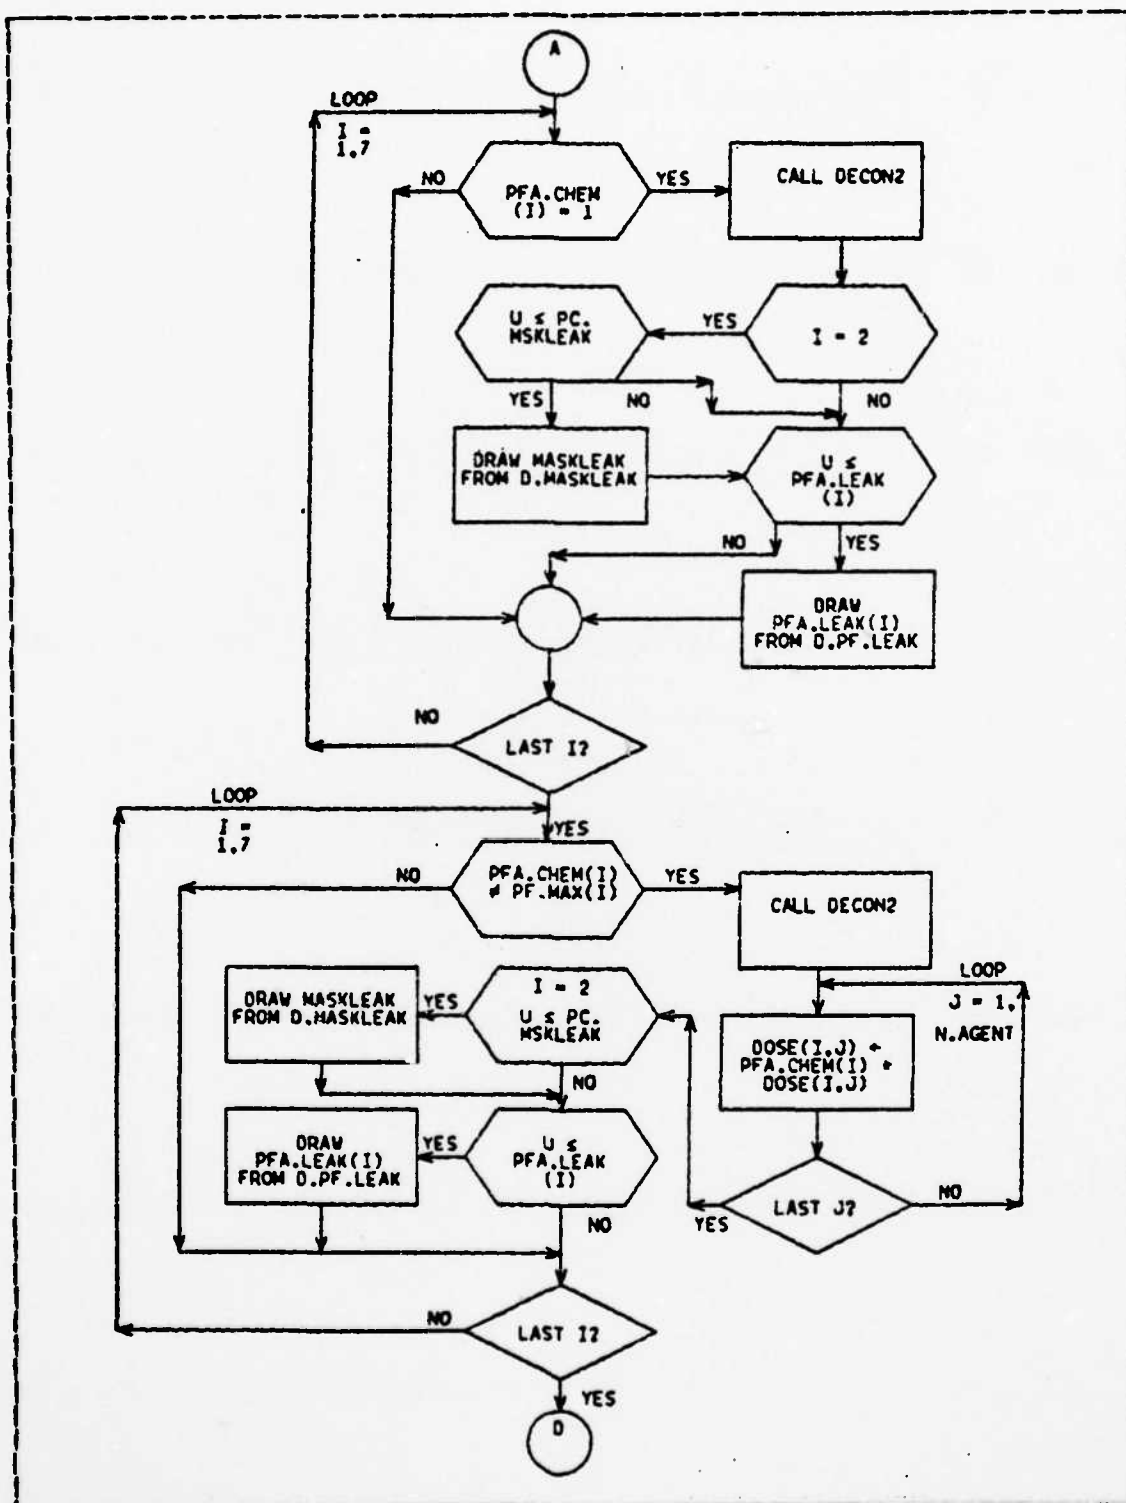 A
LOOP
I =
1,7
NO
PFA.CHEM
(I) = 1
YES
CALL DECON2
U ≤ PC.
MSKLEAK
YES
I = 2
YES
NO
NO
DRAW MASKLEAK
FROM D.MASKLEAK
U ≤
PFA.LEAK
(I)
NO
YES
DRAW
PFA.LEAK(I)
FROM D.PF.LEAK
NO
LAST I?
LOOP
I =
1,7
YES
NO
PFA.CHEM(I)
≠ PF.MAX(I)
YES
CALL DECON2
LOOP
J = 1,
N.AGENT
DRAW MASKLEAK
FROM D.MASKLEAK
YES
I = 2
U ≤ PC.
MSKLEAK
DOSE(I,J) ←
PFA.CHEM(I)
DOSE(I,J)
NO
DRAW
PFA.LEAK(I)
FROM D.PF.LEAK
YES
U ≤
PFA.LEAK
(I)
YES
LAST J?
NO
NO
NO
LAST I?
YES
D